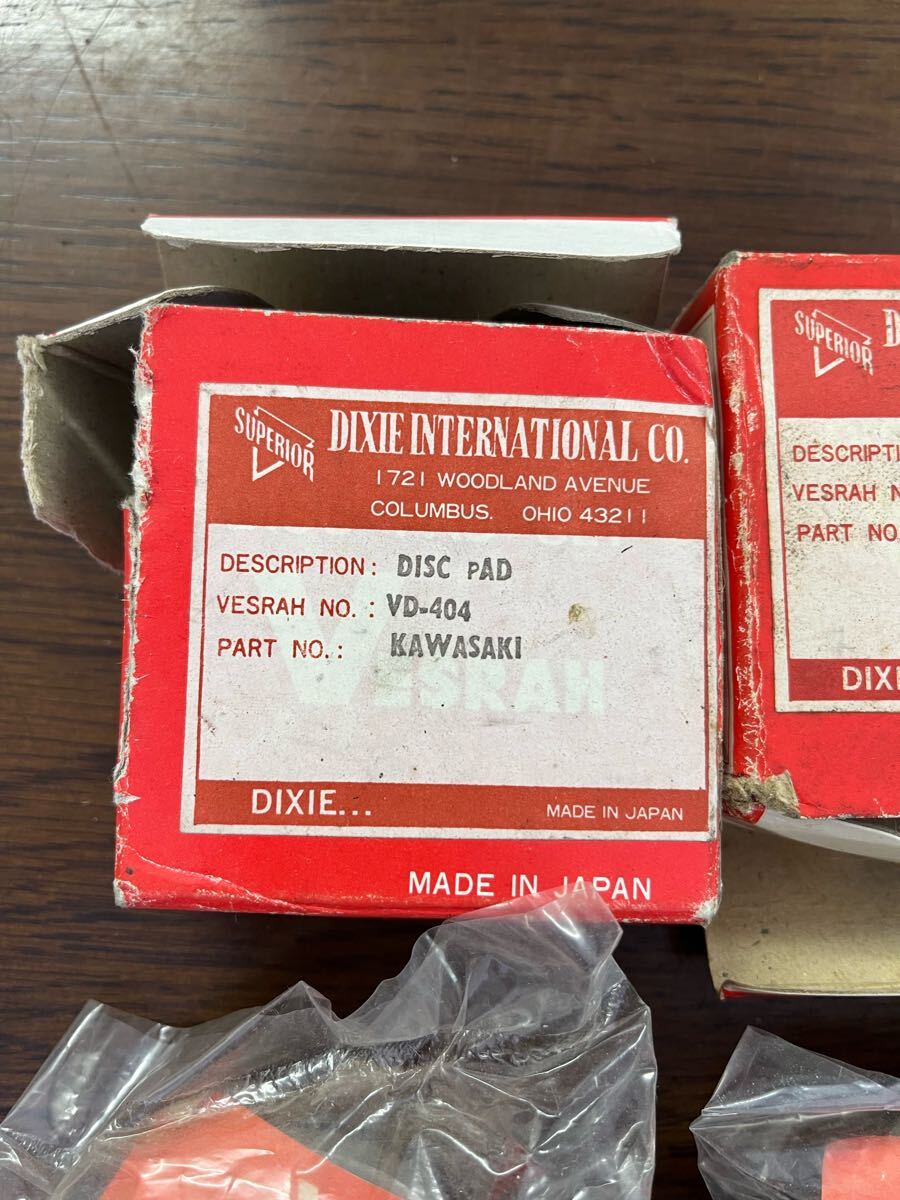 SUPERIOR
DIXIE INTERNATIONAL CO.
1721 WOODLAND AVENUE
COLUMBUS. OHIO 43211
DESCRIPTION: DISC PAD
VESRAH NO.: VD-404
PART NO.: KAWASAKI
VESRAH
DIXIE...
MADE IN JAPAN
MADE IN JAPAN
SUPERIOR
D
DESCRIPTI
VESRAH N
PART NO.
DIXI